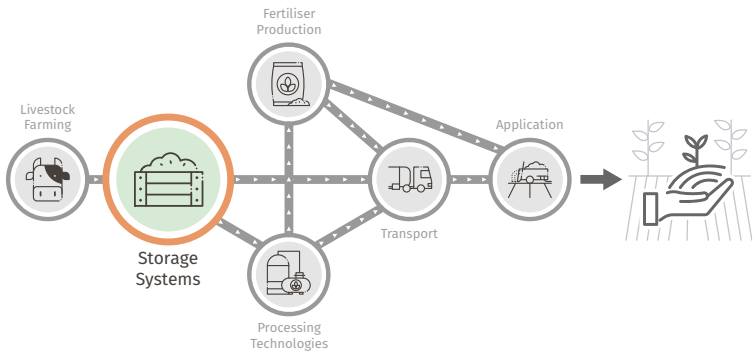 Fertiliser
Production
Livestock
Farming
Application
Storage
Systems
Transport
Processing
Technologies